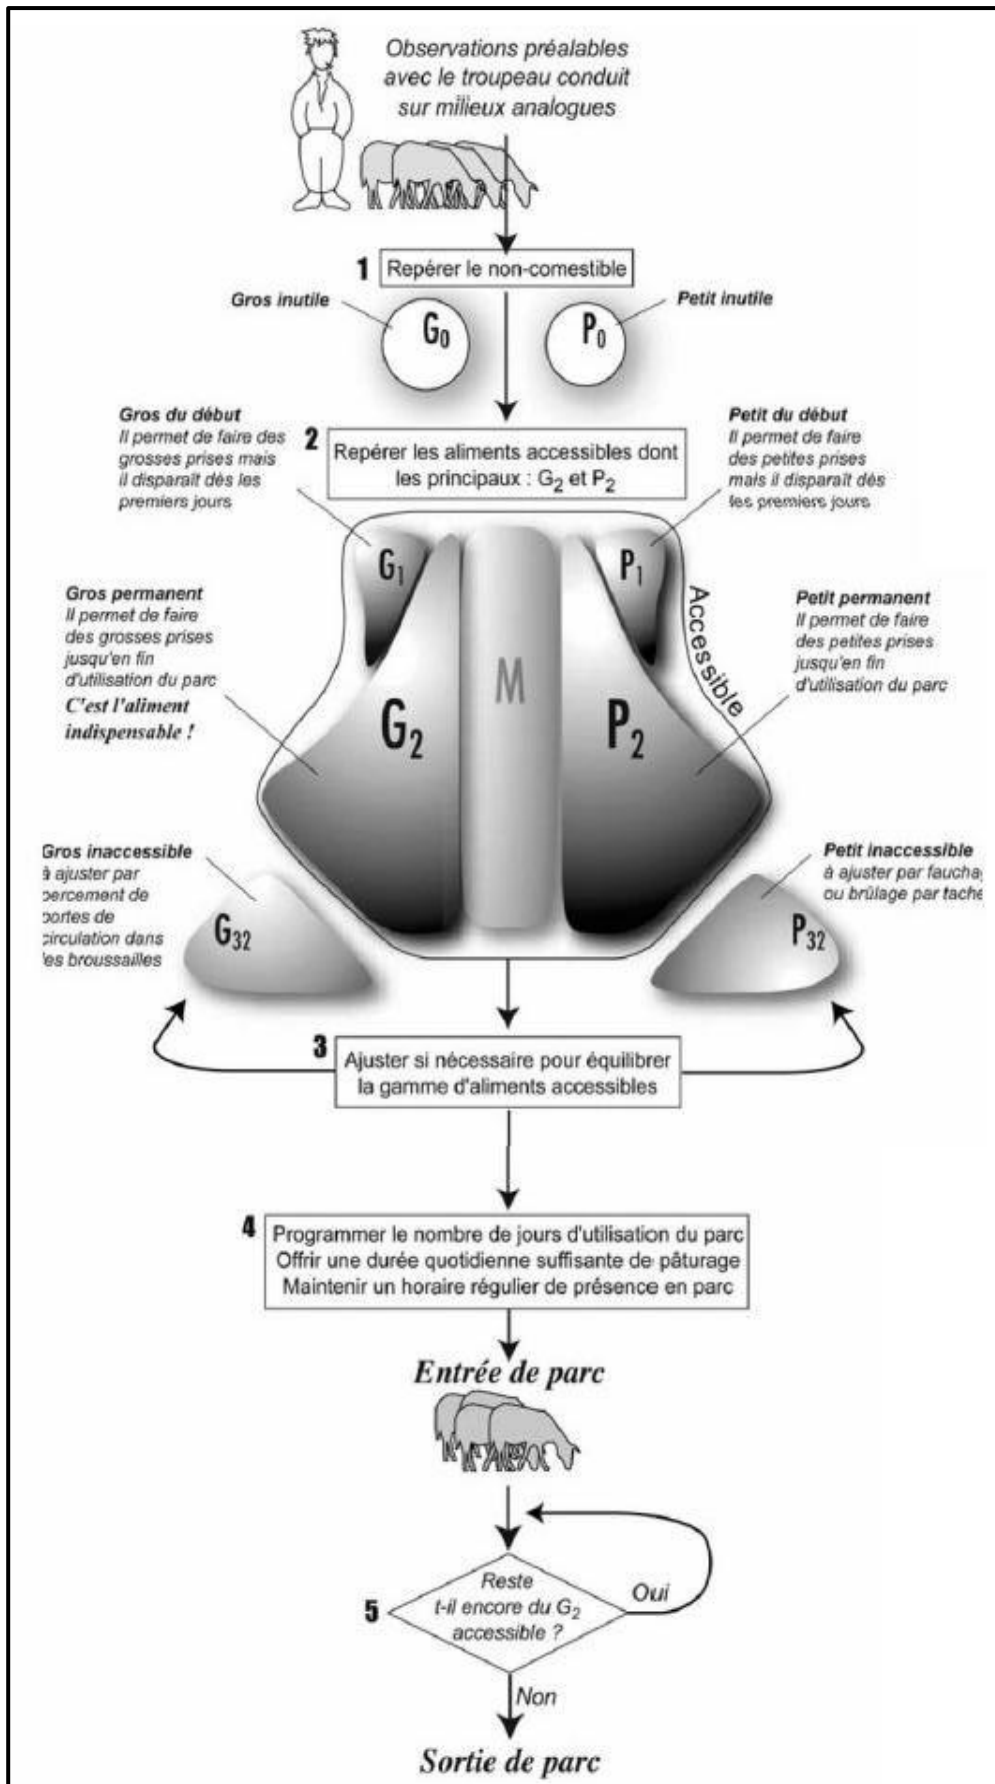 Observations préalables
avec le troupeau conduit
sur milieux analogues
1 Repérer le non-comestible
Gros inutile
G0
P0
Petit inutile
Gros du début
Il permet de faire des
grosses prises mais
il disparaît dès les
premiers jours
2 Repérer les aliments accessibles dont
les principaux : G2 et P2
Petit du début
Il permet de faire
des petites prises
mais il disparaît dès
les premiers jours
G1
P1
Accessible
Gros permanent
Il permet de faire
des grosses prises
jusqu'en fin
d'utilisation du parc
C'est l'aliment
indispensable !
G2
M
P2
Petit permanent
Il permet de faire
des petites prises
jusqu'en fin
d'utilisation du parc
Gros inaccessible
à ajuster par
percement de
portes de
circulation dans
les broussailles
G32
P32
Petit inaccessible
à ajuster par faucha
ou brûlage par tache
3 Ajuster si nécessaire pour équilibrer
la gamme d'aliments accessibles
4 Programmer le nombre de jours d'utilisation du parc
Offrir une durée quotidienne suffisante de pâturage
Maintenir un horaire régulier de présence en parc
Entrée de parc
5 Reste
t-il encore du G2
accessible ?
Oui
Non
Sortie de parc